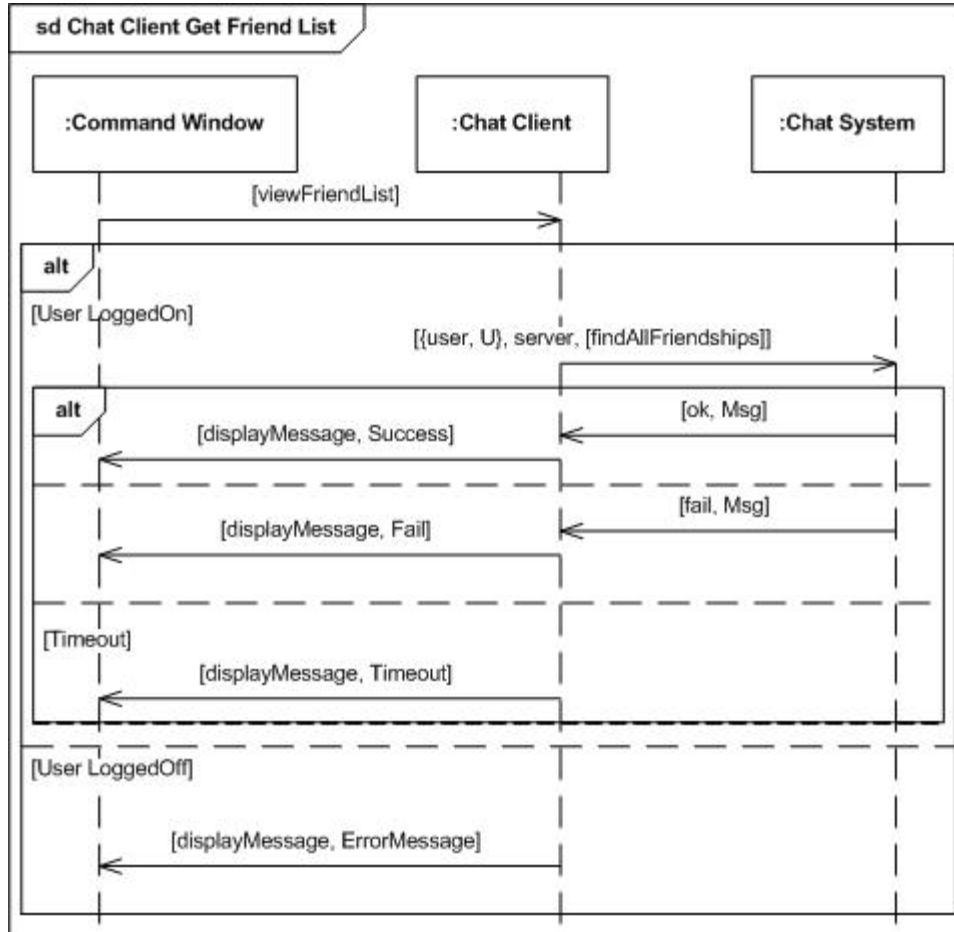 sd Chat Client Get Friend List
:Command Window
:Chat Client
:Chat System
[viewFriendList]
alt
[User LoggedOn]
[{user, U}, server, [findAllFriendships]]
alt
[ok, Msg]
[displayMessage, Success]
[fail, Msg]
[displayMessage, Fail]
[Timeout]
[displayMessage, Timeout]
[User LoggedOff]
[displayMessage, ErrorMessage]